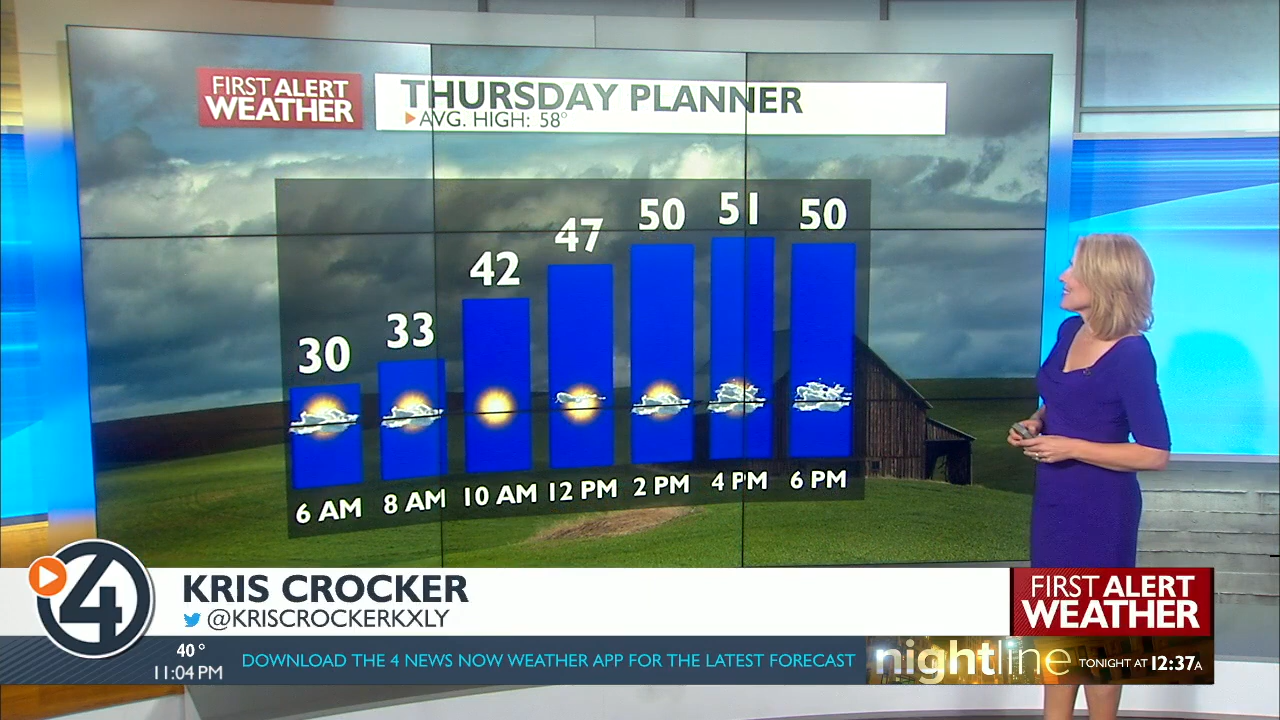 FIRST ALERT
WEATHER
THURSDAY PLANNER
AVG. HIGH: 58°
30 33 42 47 50 51 50
6 AM 8 AM 10 AM 12 PM 2 PM 4 PM 6 PM
4
KRIS CROCKER
@KRISCROCKERKXLY
FIRST ALERT
WEATHER
40°
11:04 PM
DOWNLOAD THE 4 NEWS NOW WEATHER APP FOR THE LATEST FORECAST
nightline TONIGHT AT 12:37A